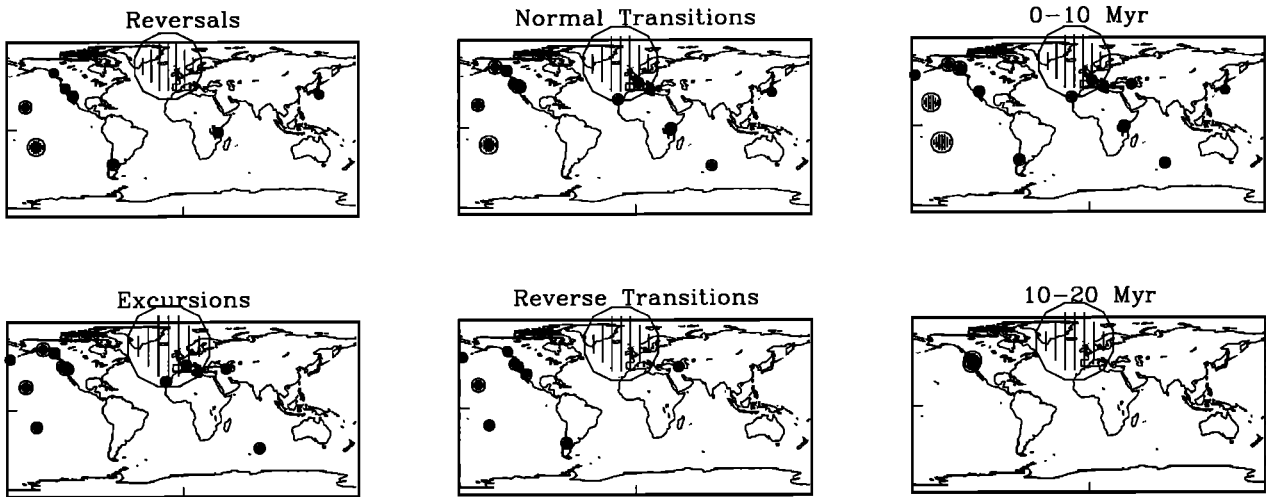 Reversals
Normal Transitions
0-10 Myr
Excursions
Reverse Transitions
10-20 Myr